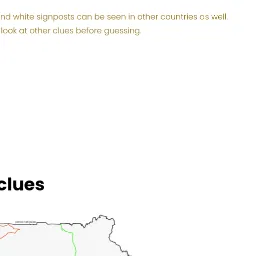 nd white signposts can be seen in other countries as well.
look at other clues before guessing.
clues